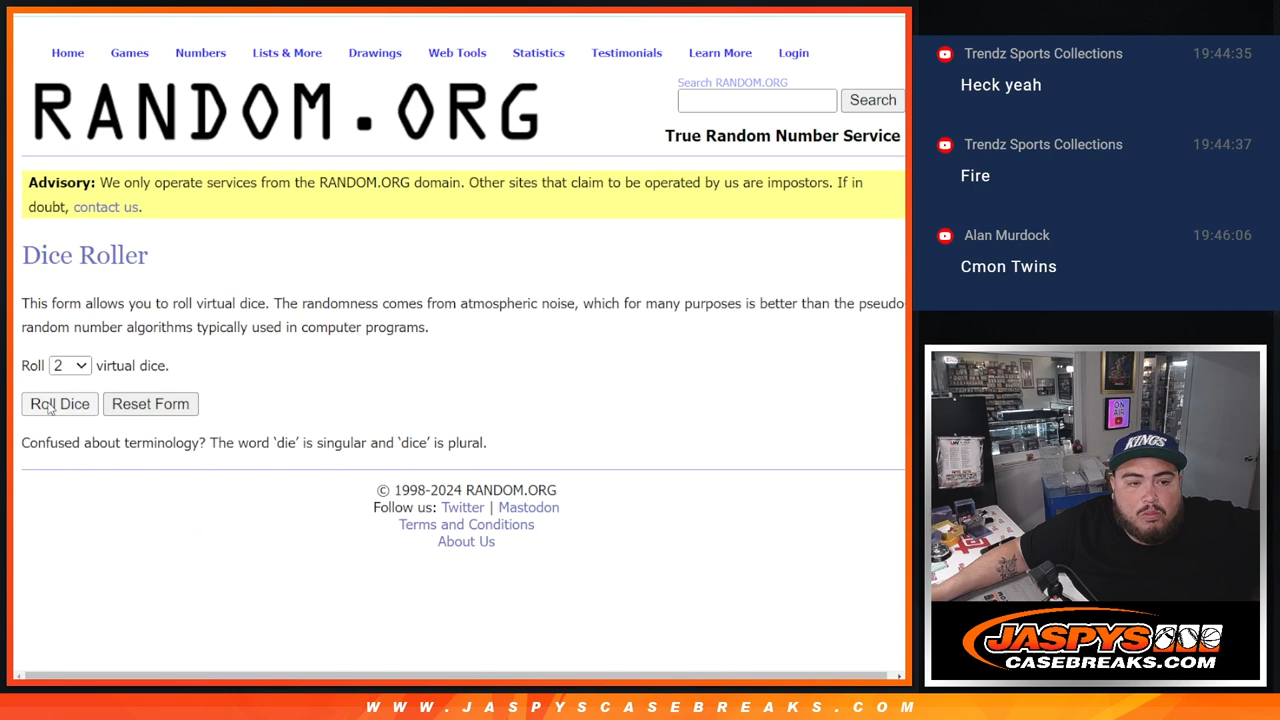 Home Games Numbers Lists & More Drawings Web Tools Statistics Testimonials Learn More Login
RANDOM.ORG
Search RANDOM.ORG
Search
True Random Number Service
Advisory: We only operate services from the RANDOM.ORG domain. Other sites that claim to be operated by us are impostors. If in
doubt, contact us.
Dice Roller
This form allows you to roll virtual dice. The randomness comes from atmospheric noise, which for many purposes is better than the pseudo-
random number algorithms typically used in computer programs.
Roll 2 virtual dice.
Roll Dice Reset Form
Confused about terminology? The word ‘die’ is singular and ‘dice’ is plural.
© 1998-2024 RANDOM.ORG
Follow us: Twitter | Mastodon
Terms and Conditions
About Us
Trendz Sports Collections 19:44:35
Heck yeah
Trendz Sports Collections 19:44:37
Fire
Alan Murdock 19:46:06
Cmon Twins
ON
AIR
KINGS
JASPYS
CASEBREAKS.COM
WWW.JASPYSCASEBREAKS.COM